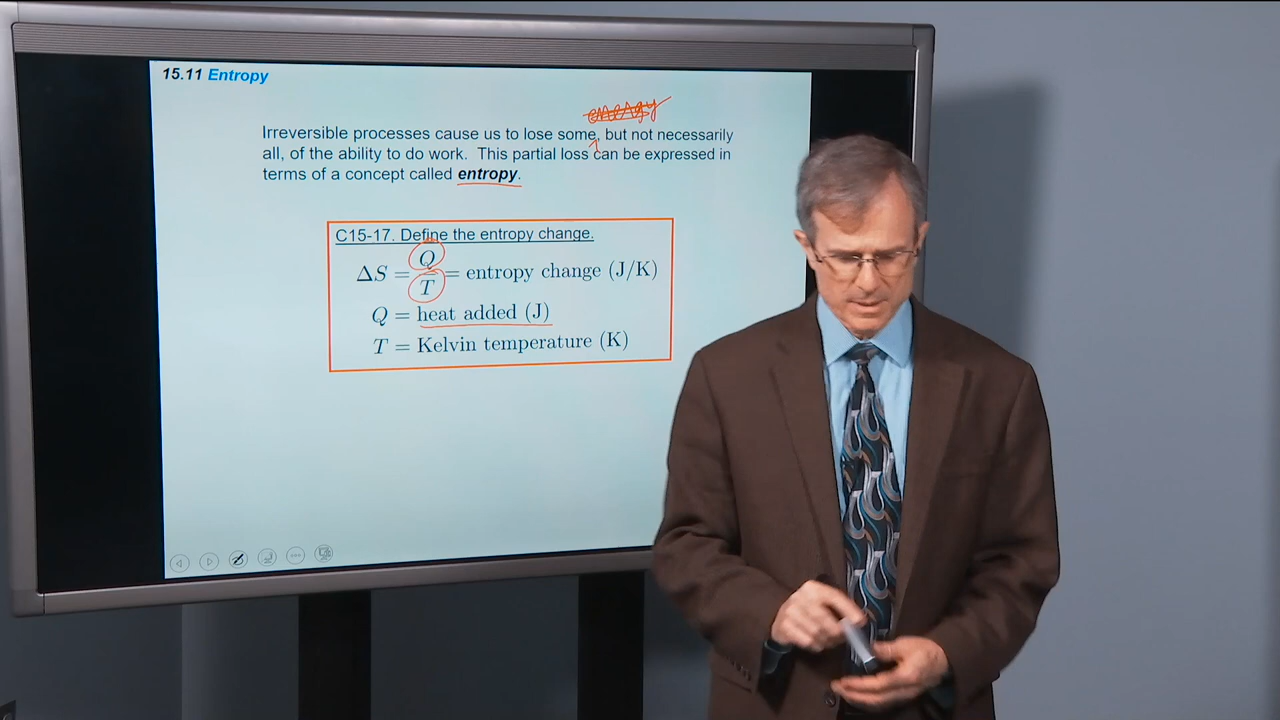 15.11 Entropy
energy
Irreversible processes cause us to lose some, but not necessarily
all, of the ability to do work. This partial loss can be expressed in
terms of a concept called entropy.
C15-17. Define the entropy change.
ΔS = Q/T = entropy change (J/K)
Q = heat added (J)
T = Kelvin temperature (K)